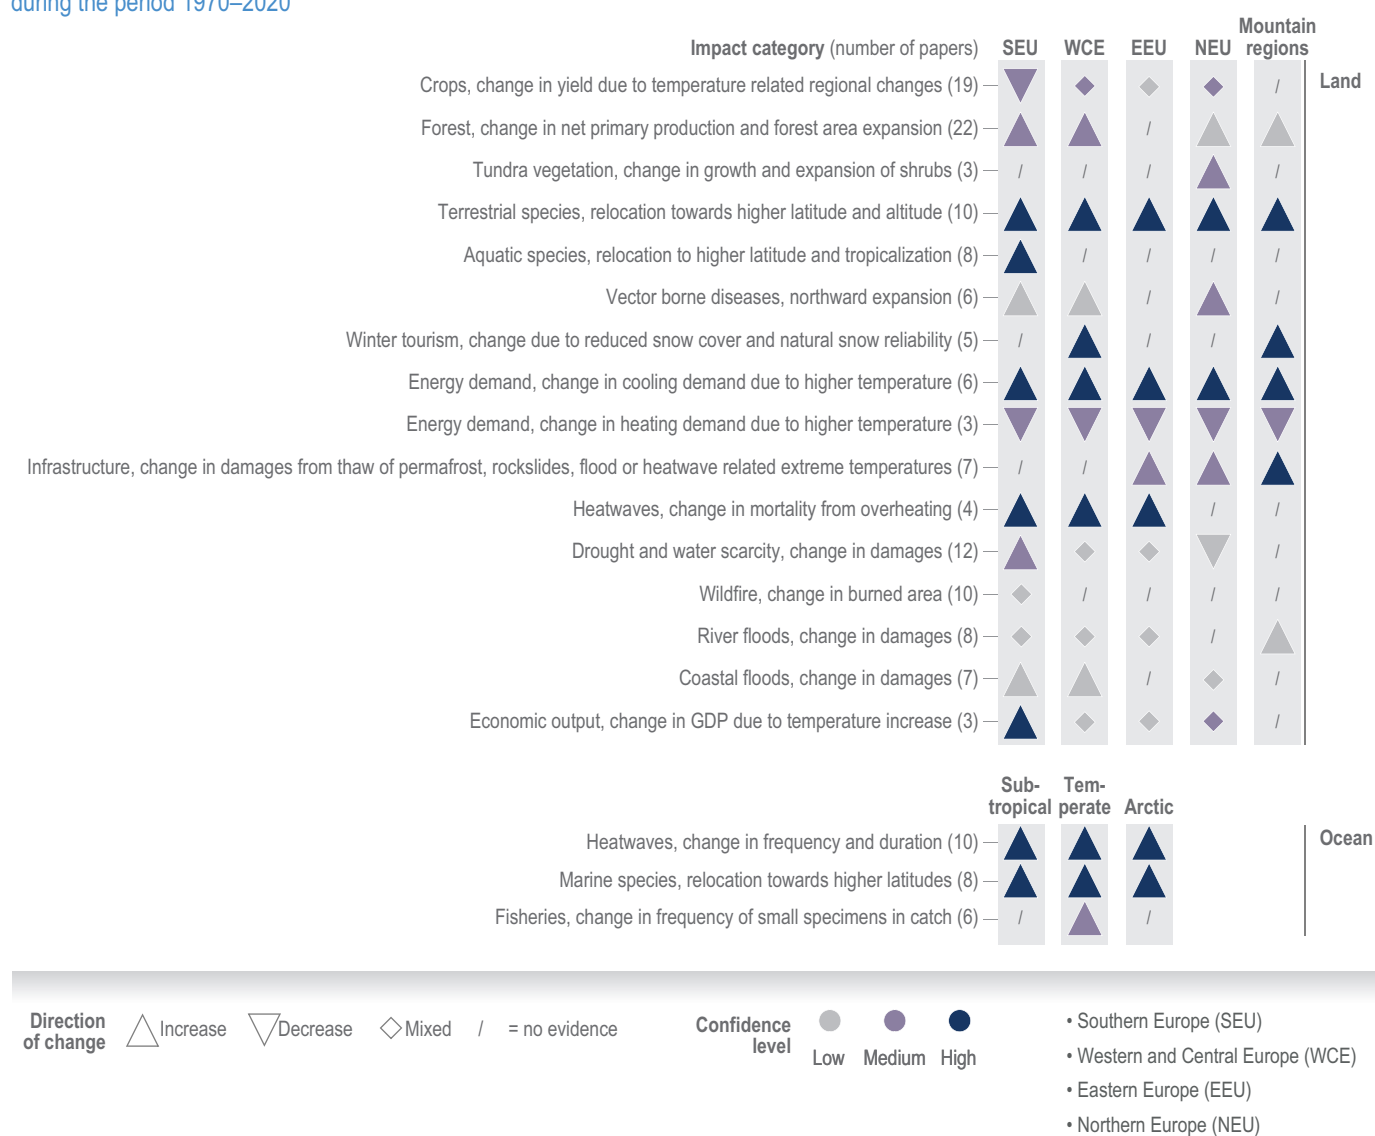 during the period 1970–2020
Mountain
Impact category (number of papers) SEU WCE EEU NEU regions
Crops, change in yield due to temperature related regional changes (19) / Land
Forest, change in net primary production and forest area expansion (22) /
Tundra vegetation, change in growth and expansion of shrubs (3) / / / /
Terrestrial species, relocation towards higher latitude and altitude (10)
Aquatic species, relocation to higher latitude and tropicalization (8) / / / /
Vector borne diseases, northward expansion (6) / /
Winter tourism, change due to reduced snow cover and natural snow reliability (5) / / /
Energy demand, change in cooling demand due to higher temperature (6)
Energy demand, change in heating demand due to higher temperature (3)
Infrastructure, change in damages from thaw of permafrost, rockslides, flood or heatwave related extreme temperatures (7) / /
Heatwaves, change in mortality from overheating (4) / /
Drought and water scarcity, change in damages (12) /
Wildfire, change in burned area (10) / / / /
River floods, change in damages (8) /
Coastal floods, change in damages (7) / /
Economic output, change in GDP due to temperature increase (3) /
Sub- Tem-
tropical perate Arctic
Heatwaves, change in frequency and duration (10) Ocean
Marine species, relocation towards higher latitudes (8)
Fisheries, change in frequency of small specimens in catch (6) / /
Direction
of change Increase Decrease Mixed / = no evidence
Confidence
level
Low Medium High
• Southern Europe (SEU)
• Western and Central Europe (WCE)
• Eastern Europe (EEU)
• Northern Europe (NEU)